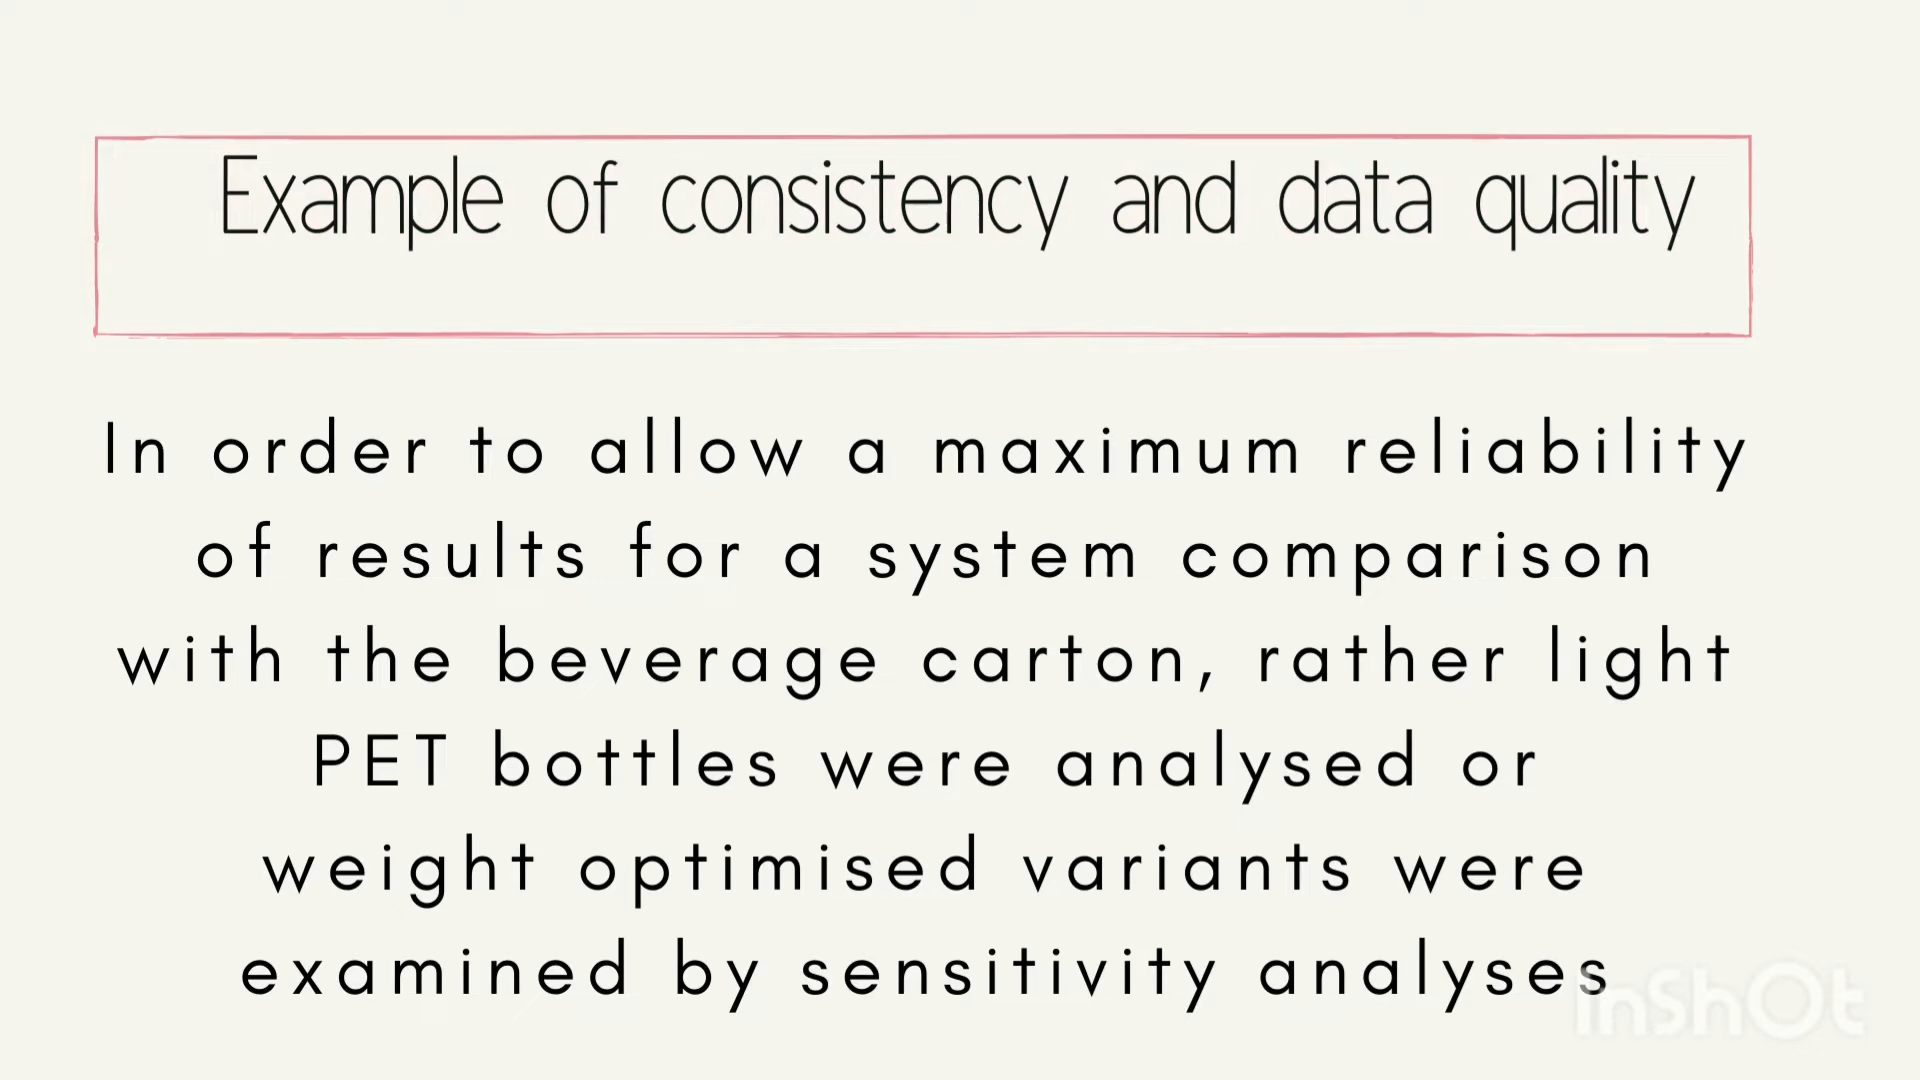 Example of consistency and data quality
In order to allow a maximum reliability
of results for a system comparison
with the beverage carton, rather light
PET bottles were analysed or
weight optimised variants were
examined by sensitivity analyses
InShOt